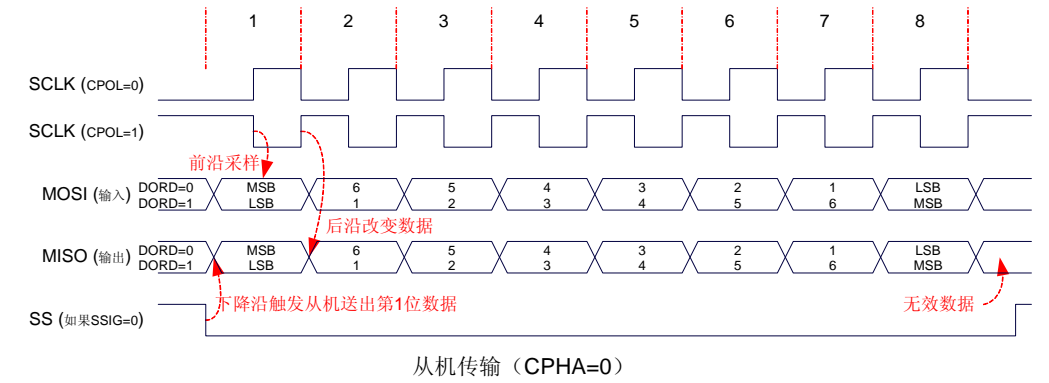 1 2 3 4 5 6 7 8
SCLK (CPOL=0)
SCLK (CPOL=1)
前沿采样
MOSI (输入) DORD=0 MSB 6 5 4 3 2 1 LSB
DORD=1 LSB 1 2 3 4 5 6 MSB
后沿改变数据
MISO (输出) DORD=0 MSB 6 5 4 3 2 1 LSB
DORD=1 LSB 1 2 3 4 5 6 MSB
下降沿触发从机送出第1位数据 无效数据
SS (如果SSIG=0)
从机传输（CPHA=0）